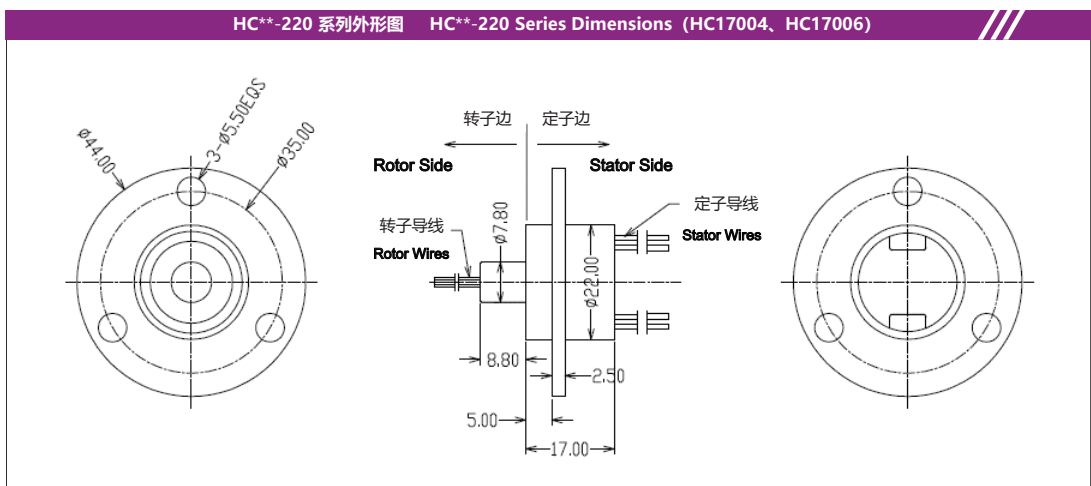 HC**-220 系列外形图 HC**-220 Series Dimensions（HC17004、HC17006）
ø44.00
3-ø5.50EQS
ø35.00
转子边
定子边
Rotor Side
Stator Side
转子导线
Rotor Wires
ø7.80
定子导线
Stator Wires
ø22.00
8.80
2.50
5.00
17.00